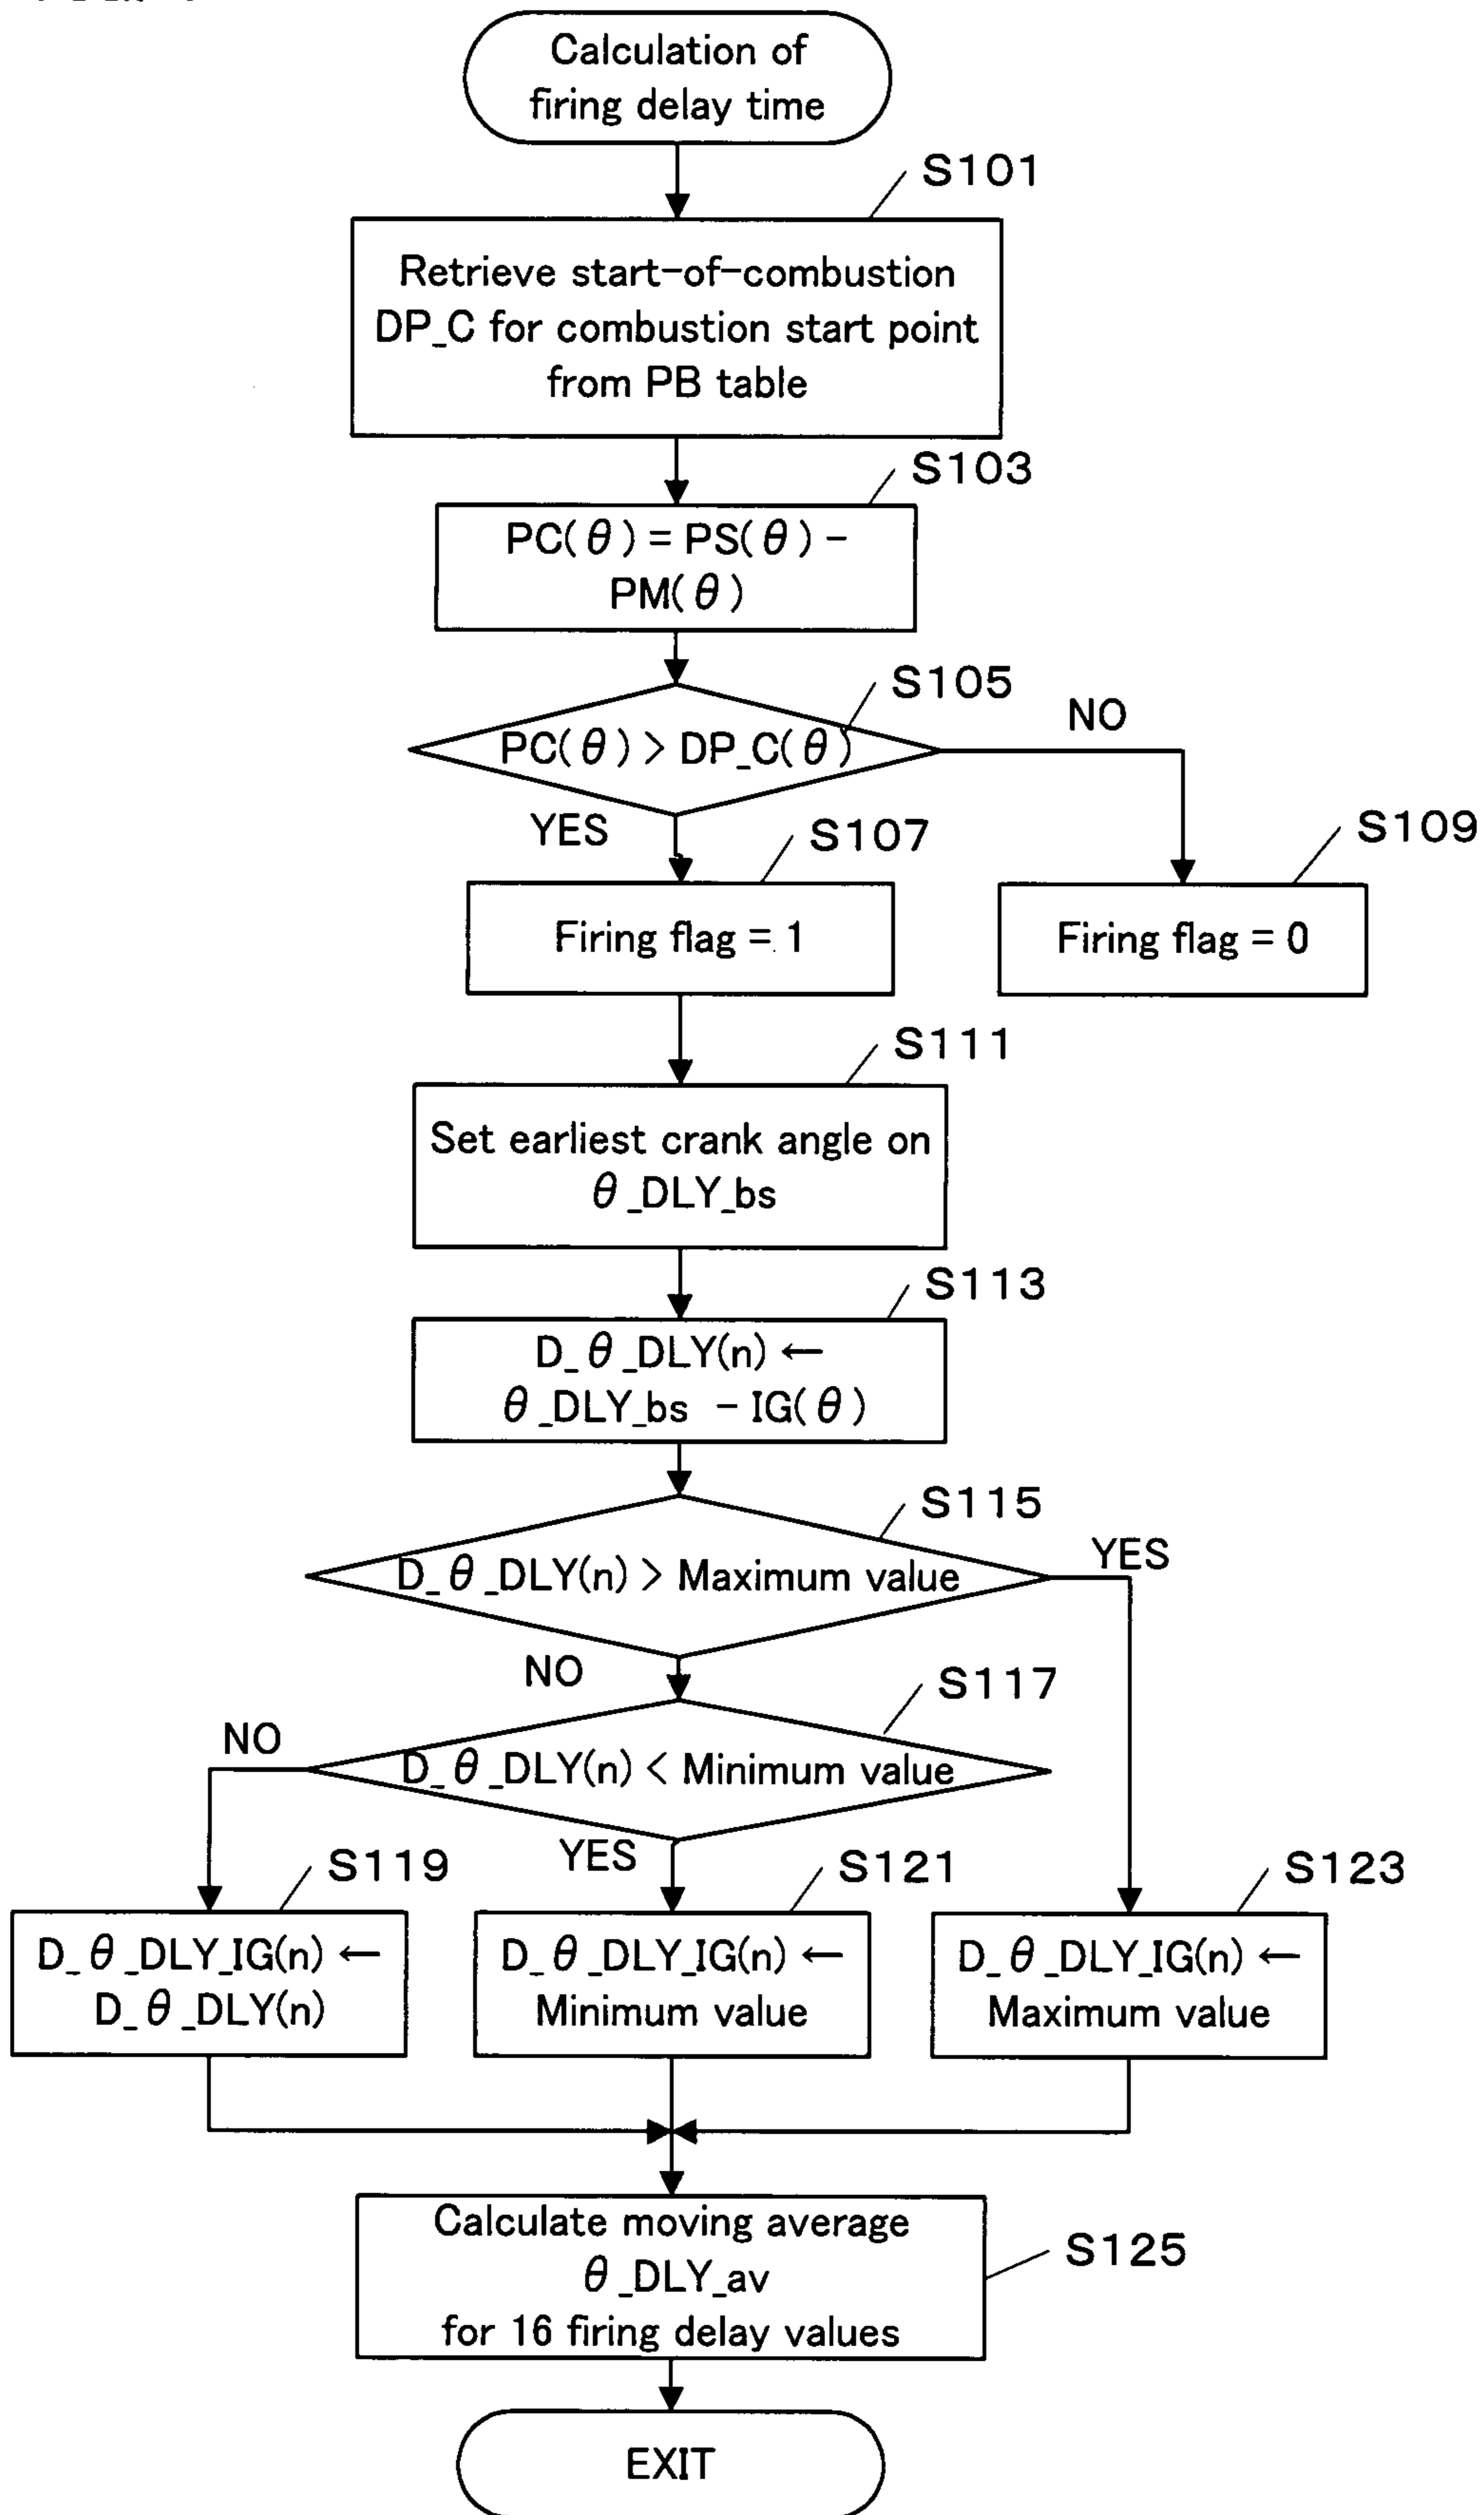 Calculation of
firing delay time
S101
Retrieve start-of-combustion
DP_C for combustion start point
from PB table
S103
PC(θ) = PS(θ) -
PM(θ)
S105
PC(θ) > DP_C(θ)
NO
YES
S107
S109
Firing flag = 1
Firing flag = 0
S111
Set earliest crank angle on
θ_DLY_bs
S113
D_θ_DLY(n) ←
θ_DLY_bs - IG(θ)
S115
D_θ_DLY(n) > Maximum value
YES
NO
S117
NO
D_θ_DLY(n) < Minimum value
YES
S119
S121
S123
D_θ_DLY_IG(n) ←
D_θ_DLY(n)
D_θ_DLY_IG(n) ←
Minimum value
D_θ_DLY_IG(n) ←
Maximum value
Calculate moving average
θ_DLY_av
for 16 firing delay values
S125
EXIT